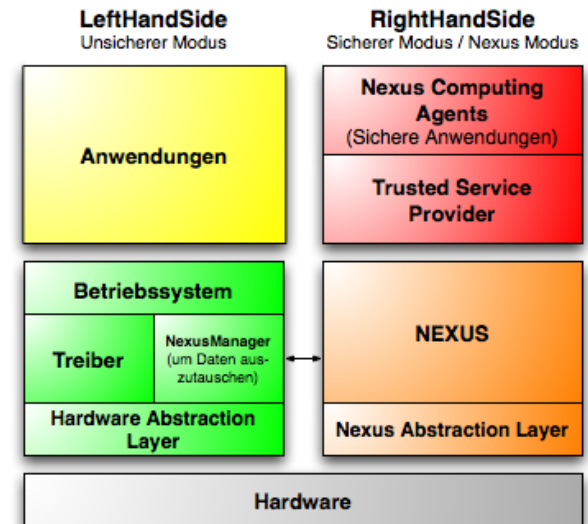 LeftHandSide
Unsicherer Modus
RightHandSide
Sicherer Modus / Nexus Modus
Anwendungen
Nexus Computing
Agents
(Sichere Anwendungen)
Trusted Service
Provider
Betriebssystem
Treiber
NexusManager
(um Daten aus-
zutauschen)
Hardware Abstraction
Layer
NEXUS
Nexus Abstraction Layer
Hardware